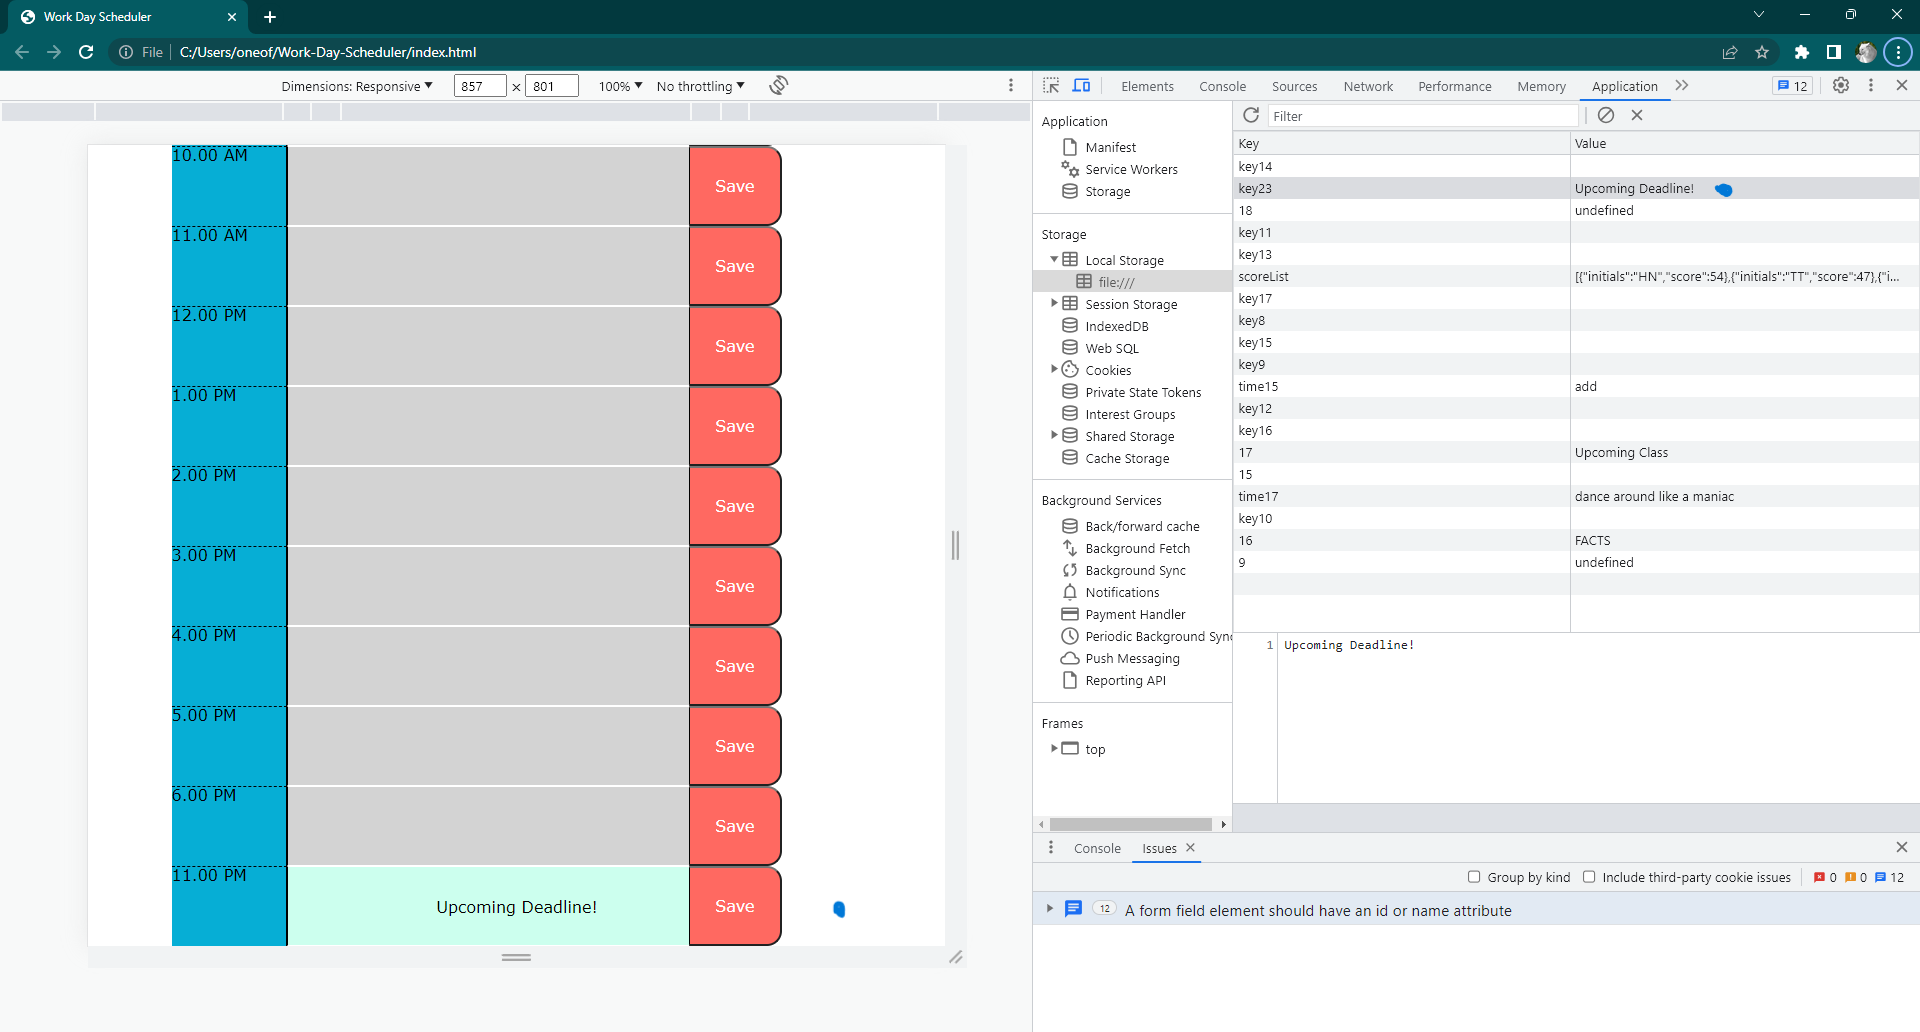 Work Day Scheduler
File C:/Users/oneof/Work-Day-Scheduler/index.html
Dimensions: Responsive 857 × 801 100% No throttling
10.00 AM Save
11.00 AM Save
12.00 PM Save
1.00 PM Save
2.00 PM Save
3.00 PM Save
4.00 PM Save
5.00 PM Save
6.00 PM Save
11.00 PM Upcoming Deadline! Save
Elements Console Sources Network Performance Memory Application 12
Application
Manifest
Service Workers
Storage
Storage
Local Storage
file:///
Session Storage
IndexedDB
Web SQL
Cookies
Private State Tokens
Interest Groups
Shared Storage
Cache Storage
Background Services
Back/forward cache
Background Fetch
Background Sync
Notifications
Payment Handler
Periodic Background Sync
Push Messaging
Reporting API
Frames
top
Filter
Key Value
key14
key23 Upcoming Deadline!
18 undefined
key11
key13
scoreList [{"initials":"HN","score":54},{"initials":"TT","score":47},{"i...
key17
key8
key15
key9
time15 add
key12
key16
17 Upcoming Class
15
time17 dance around like a maniac
key10
16 FACTS
9 undefined
1 Upcoming Deadline!
Console Issues
Group by kind Include third-party cookie issues 0 0 12
12 A form field element should have an id or name attribute